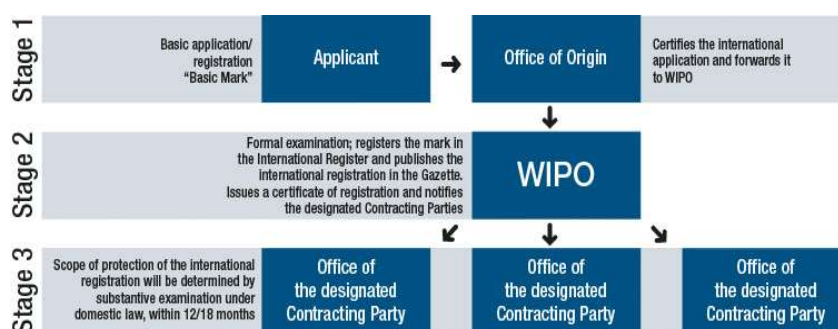 Stage 1
Basic application/
registration
“Basic Mark”
Applicant
Office of Origin
Certifies the international
application and forwards it
to WIPO
Stage 2
Formal examination; registers the mark in
the International Register and publishes the
international registration in the Gazette.
Issues a certificate of registration and notifies
the designated Contracting Parties
WIPO
Stage 3
Scope of protection of the international
registration will be determined by
substantive examination under
domestic law, within 12/18 months
Office of
the designated
Contracting Party
Office of
the designated
Contracting Party
Office of
the designated
Contracting Party